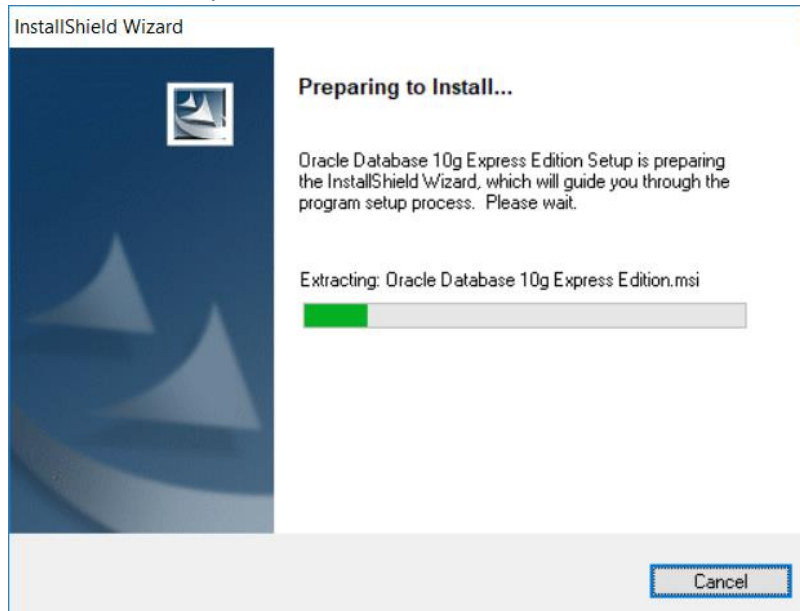 InstallShield Wizard
Preparing to Install...
Oracle Database 10g Express Edition Setup is preparing
the InstallShield Wizard, which will guide you through the
program setup process.  Please wait.
Extracting: Oracle Database 10g Express Edition.msi
Cancel